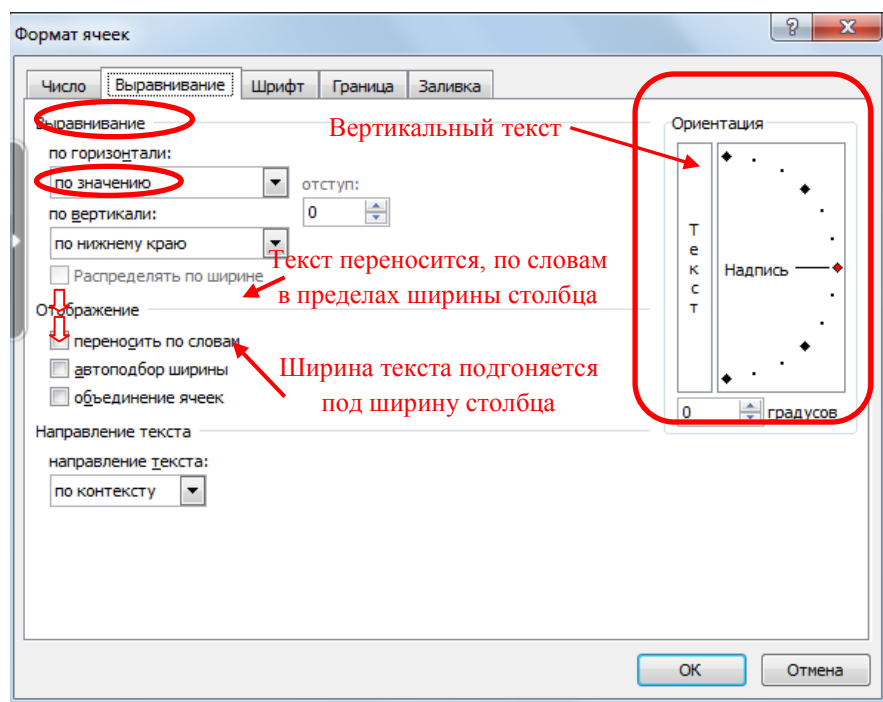 Формат ячеек
Число Выравнивание Шрифт Граница Заливка
Выравнивание
по горизонтали:
по значению
отступ:
0
по вертикали:
по нижнему краю
Распределять по ширине
Отображение
переносить по словам
автоподбор ширины
объединение ячеек
Направление текста
направление текста:
по контексту
Вертикальный текст
Текст переносится, по словам
в пределах ширины столбца
Ширина текста подгоняется
под ширину столбца
Ориентация
Текст
Надпись
0 градусов
ОК Отмена